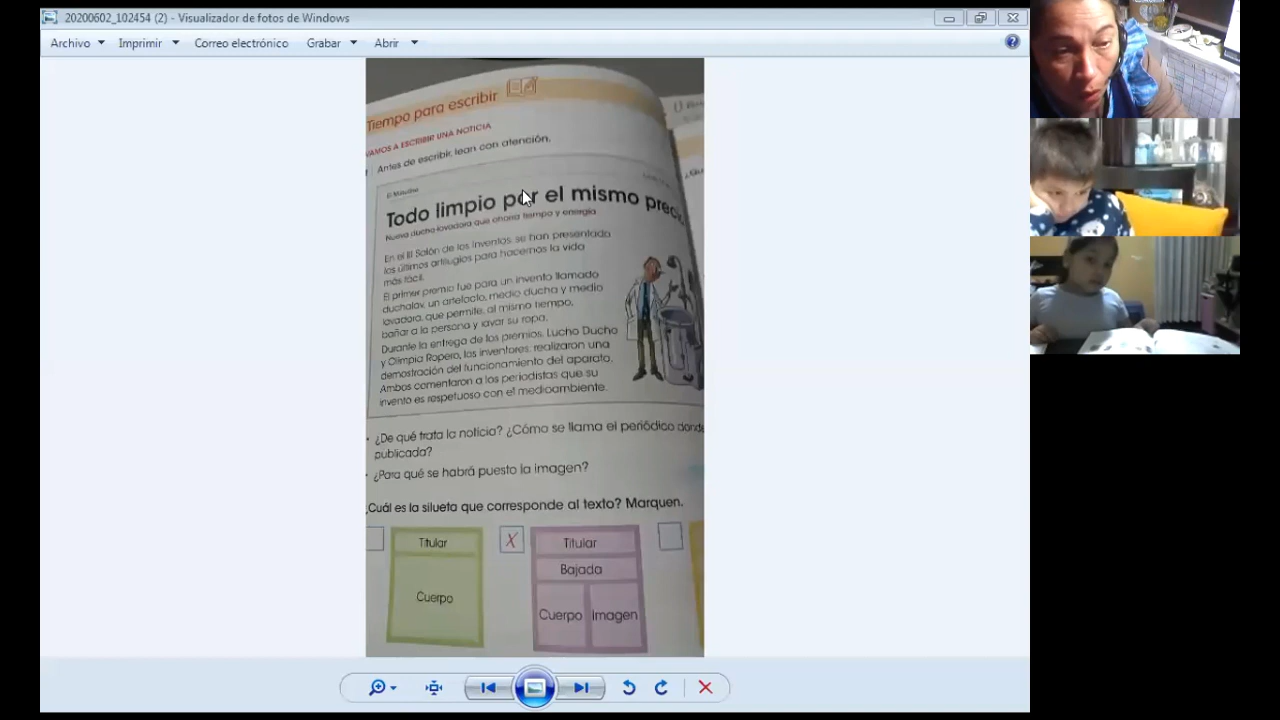 20200602_102454 (2) - Visualizador de fotos de Windows
Archivo Imprimir Correo electrónico Grabar Abrir
Tiempo para escribir
VAMOS A ESCRIBIR UNA NOTICIA
Antes de escribir, lean con atención.
El Matutino
Todo limpio por el mismo precio
Nueva ducha lavadora que ahorra tiempo y energía
En el III Salón de los Inventos, se han presentado
los últimos artilugios para hacernos la vida
más fácil.
El primer premio fue para un invento llamado
duchalav, un artefacto, medio ducha y medio
lavadora, que permite, al mismo tiempo,
bañar a la persona y lavar su ropa.
Durante la entrega de los premios, Lucho Ducho
y Olimpia Ropero, los inventores, realizaron una
demostración del funcionamiento del aparato.
Ambos comentaron a los periodistas que su
invento es respetuoso con el medioambiente.
• ¿De qué trata la noticia? ¿Cómo se llama el periódico donde
publicada?
• ¿Para qué se habrá puesto la imagen?
¿Cuál es la silueta que corresponde al texto? Marquen.
Titular
Cuerpo
X
Titular
Bajada
Cuerpo Imagen